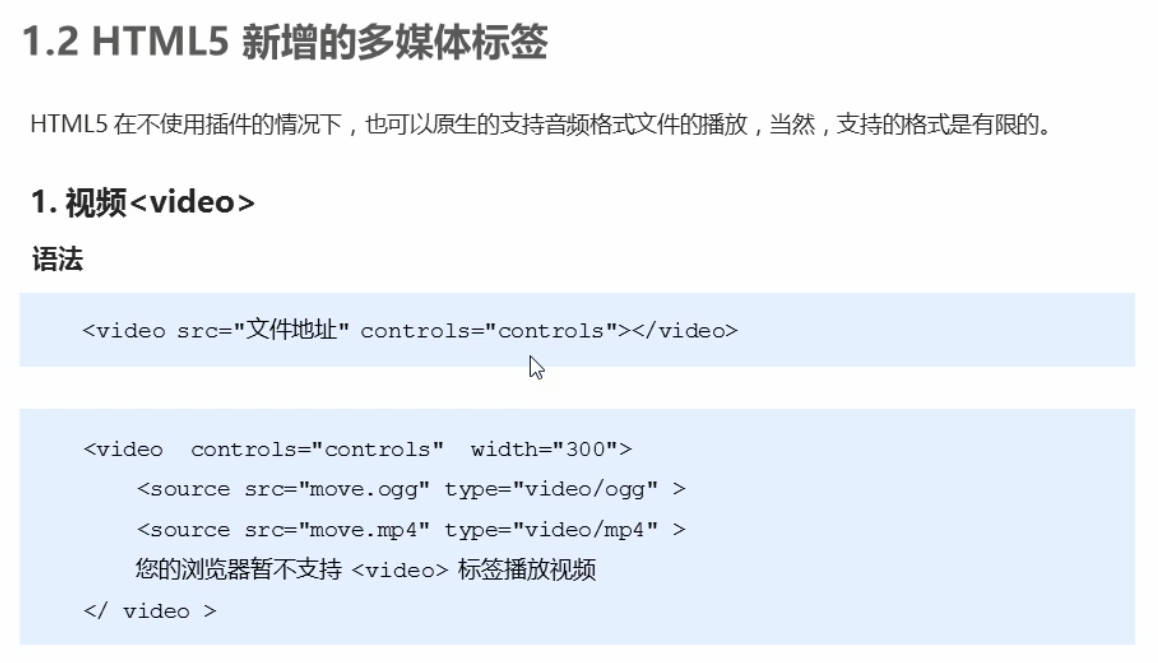 1.2 HTML5 新增的多媒体标签
HTML5 在不使用插件的情况下，也可以原生的支持音频格式文件的播放，当然，支持的格式是有限的。
1. 视频<video>
语法
<video src="文件地址" controls="controls"></video>
<video  controls="controls"  width="300">
<source src="move.ogg" type="video/ogg" >
<source src="move.mp4" type="video/mp4" >
您的浏览器暂不支持 <video> 标签播放视频
</ video >